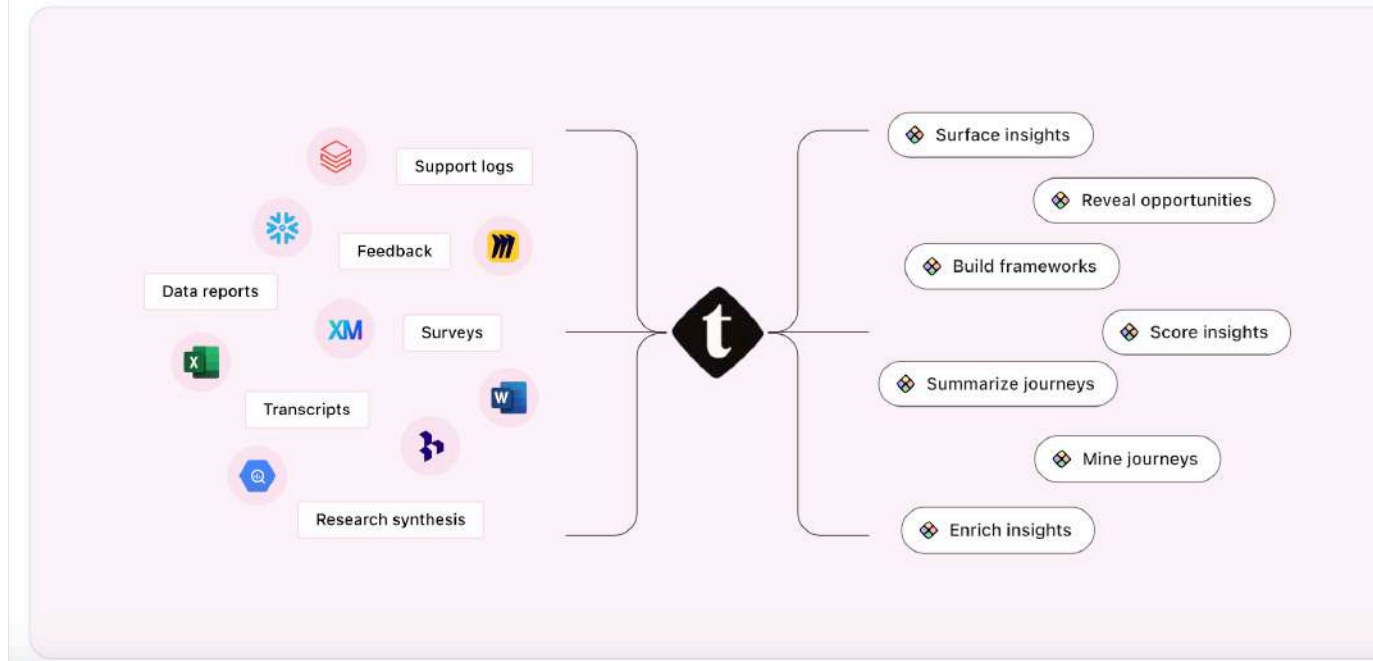 Support logs
Feedback
Data reports
XM
Surveys
X
W
Transcripts
Research synthesis
t
Surface insights
Reveal opportunities
Build frameworks
Score insights
Summarize journeys
Mine journeys
Enrich insights